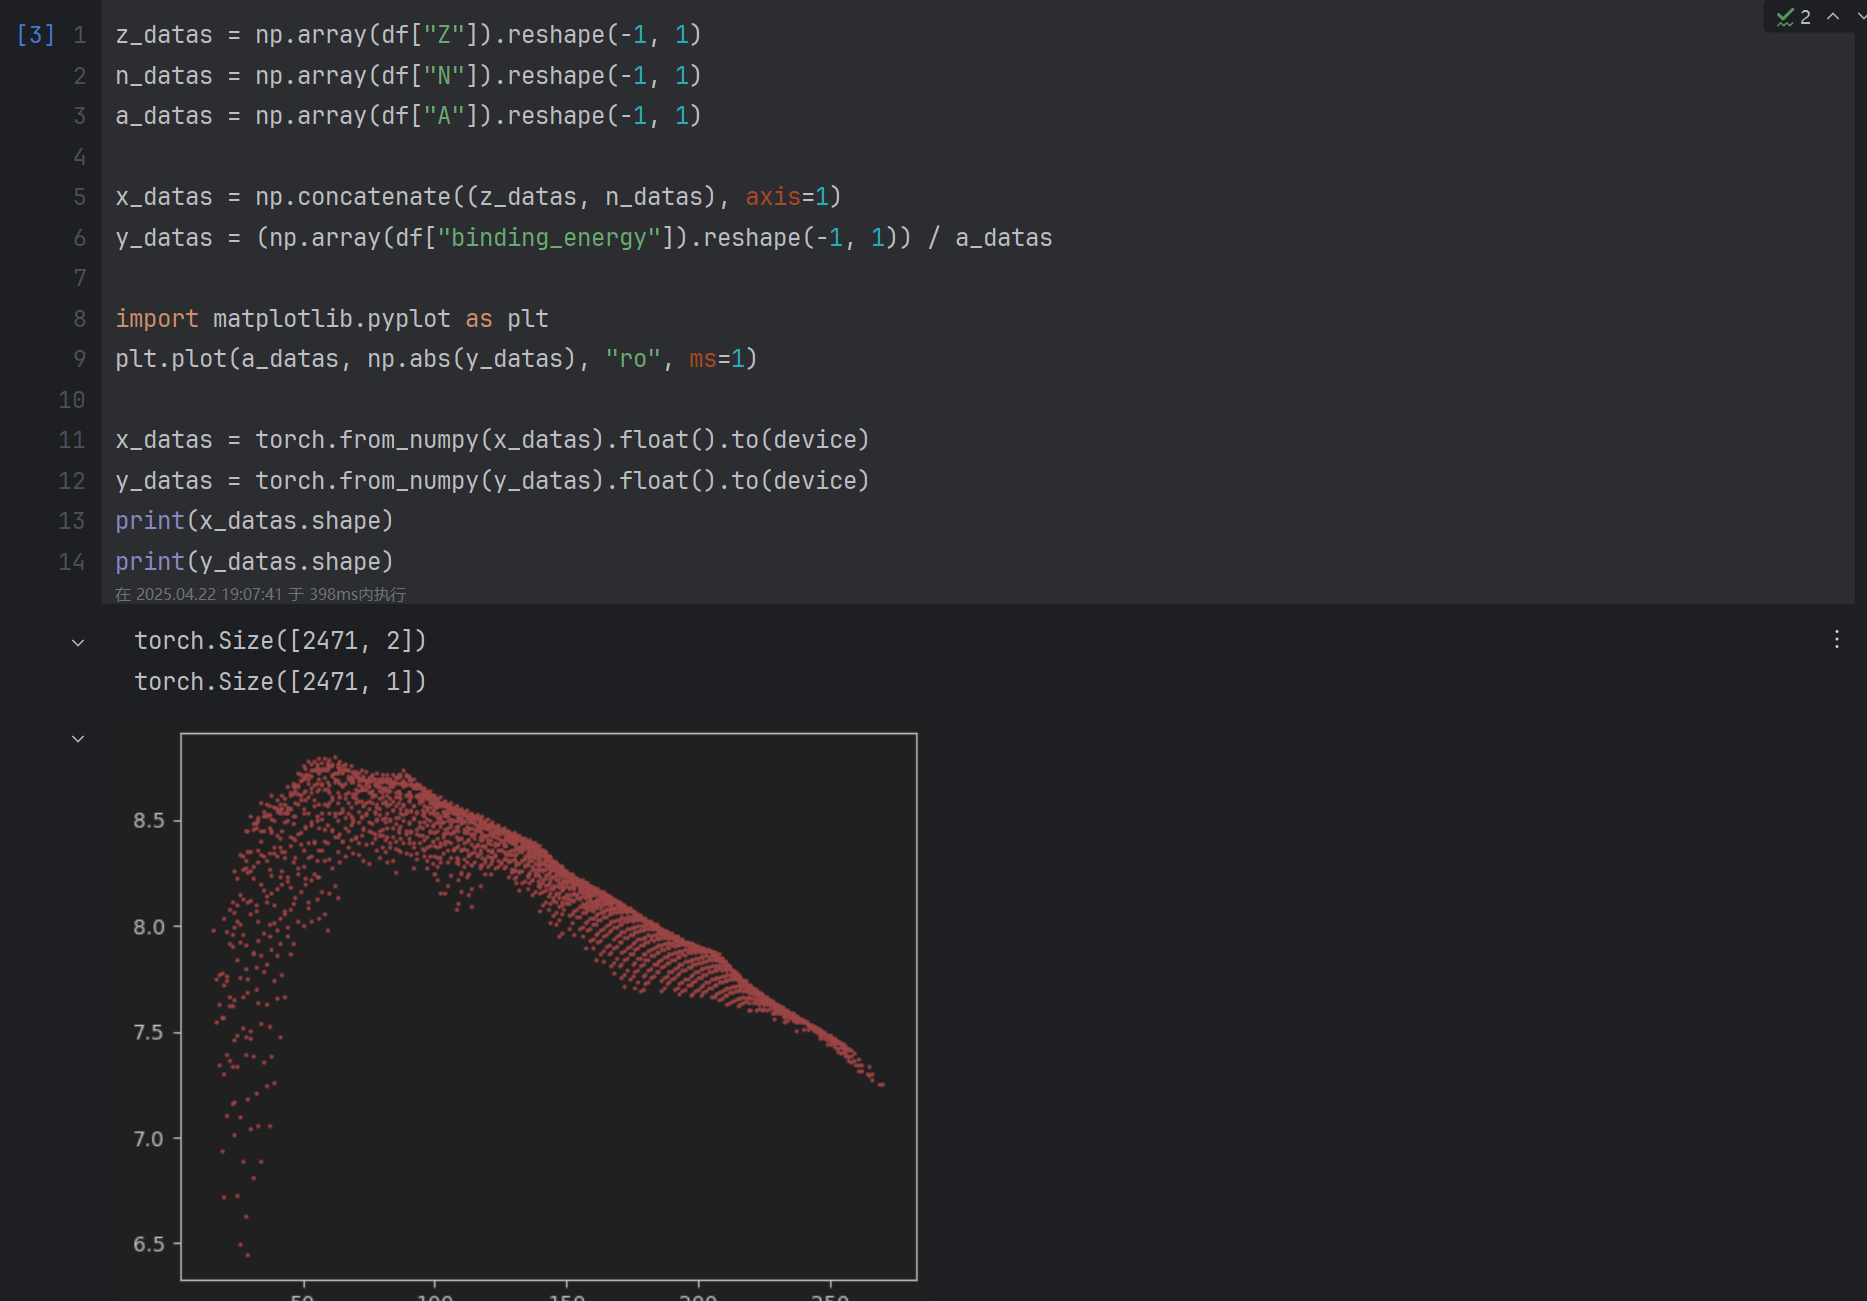 [3] 1 z_datas = np.array(df["Z"]).reshape(-1, 1)
2 n_datas = np.array(df["N"]).reshape(-1, 1)
3 a_datas = np.array(df["A"]).reshape(-1, 1)
4
5 x_datas = np.concatenate((z_datas, n_datas), axis=1)
6 y_datas = (np.array(df["binding_energy"]).reshape(-1, 1)) / a_datas
7
8 import matplotlib.pyplot as plt
9 plt.plot(a_datas, np.abs(y_datas), "ro", ms=1)
10
11 x_datas = torch.from_numpy(x_datas).float().to(device)
12 y_datas = torch.from_numpy(y_datas).float().to(device)
13 print(x_datas.shape)
14 print(y_datas.shape)
2
在 2025.04.22 19:07:41 于 398ms内执行
torch.Size([2471, 2])
torch.Size([2471, 1])
8.5
8.0
7.5
7.0
6.5
50 100 150 200 250